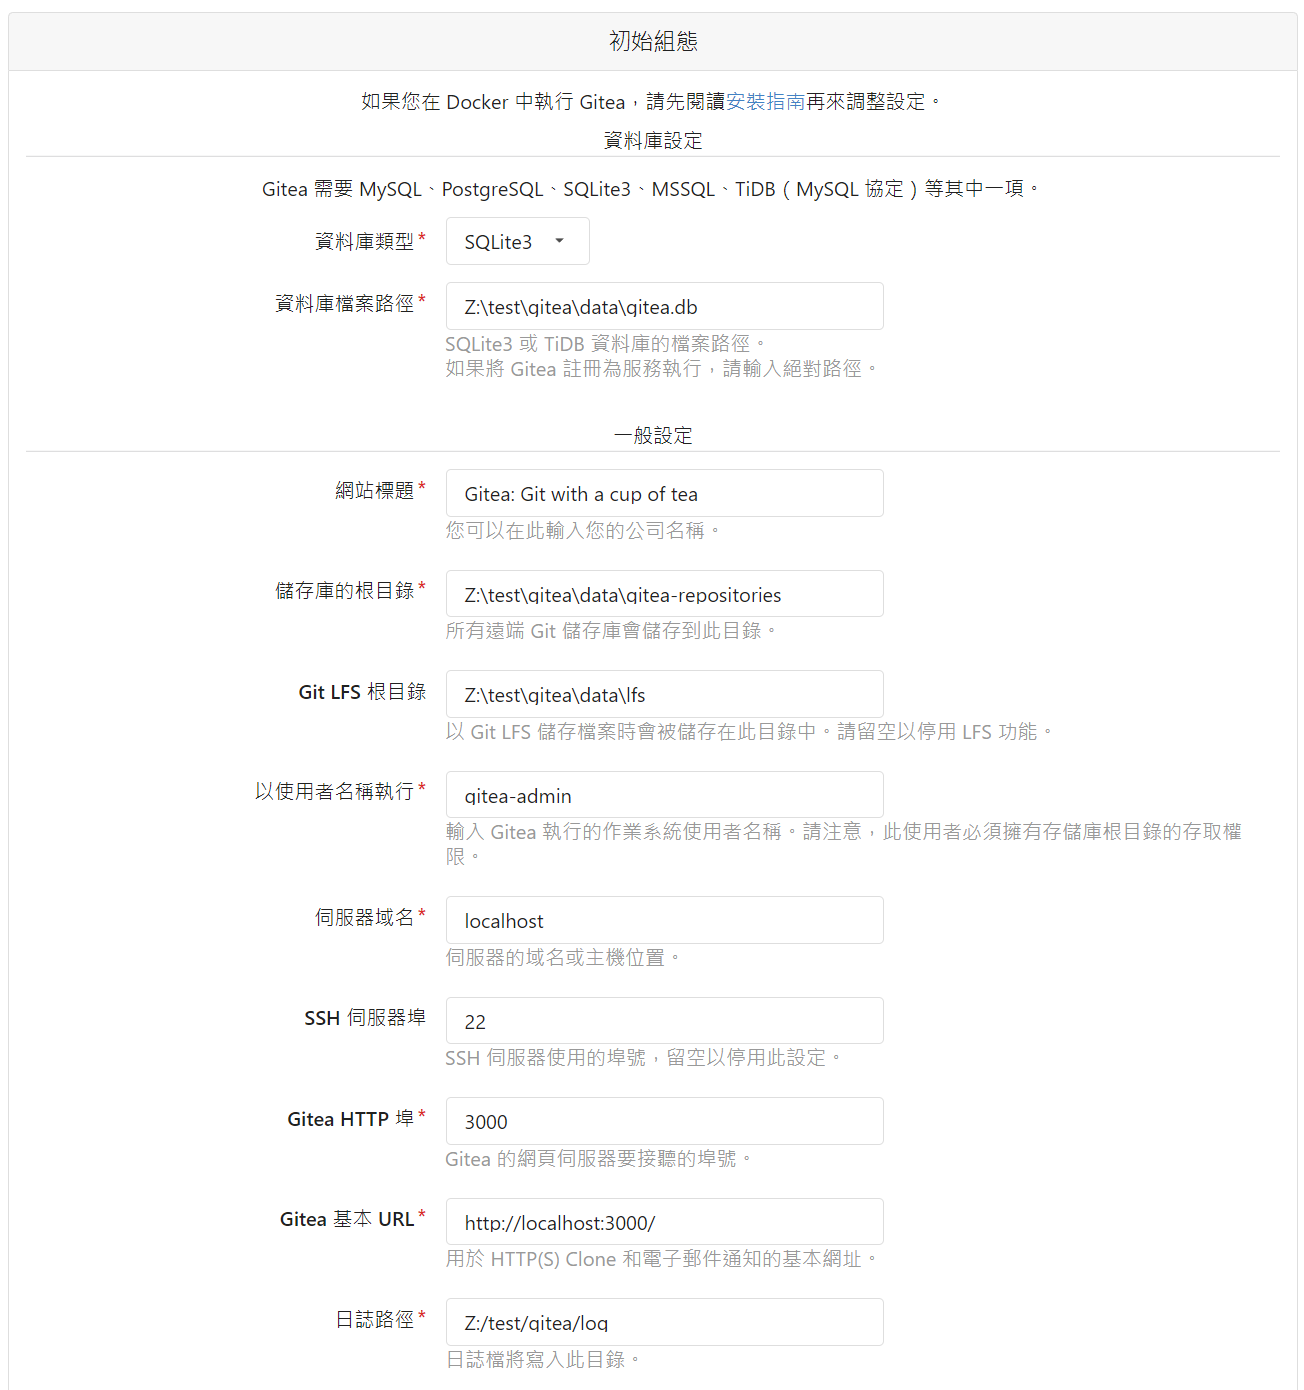 初始組態
如果您在 Docker 中執行 Gitea，請先閱讀安裝指南再來調整設定。
資料庫設定
Gitea 需要 MySQL、PostgreSQL、SQLite3、MSSQL、TiDB ( MySQL 協定 ) 等其中一項。
資料庫類型* SQLite3
資料庫檔案路徑* Z:\test\gitea\data\gitea.db
SQLite3 或 TiDB 資料庫的檔案路徑。
如果將 Gitea 註冊為服務執行，請輸入絕對路徑。
一般設定
網站標題* Gitea: Git with a cup of tea
您可以在此輸入您的公司名稱。
儲存庫的根目錄* Z:\test\gitea\data\gitea-repositories
所有遠端 Git 儲存庫會儲存到此目錄。
Git LFS 根目錄 Z:\test\gitea\data\lfs
以 Git LFS 儲存檔案時會被儲存在此目錄中。請留空以停用 LFS 功能。
以使用者名稱執行* gitea-admin
輸入 Gitea 執行的作業系統使用者名稱。請注意，此使用者必須擁有存儲庫根目錄的存取權
限。
伺服器域名* localhost
伺服器的域名或主機位置。
SSH 伺服器埠 22
SSH 伺服器使用的埠號，留空以停用此設定。
Gitea HTTP 埠* 3000
Gitea 的網頁伺服器要接聽的埠號。
Gitea 基本 URL* http://localhost:3000/
用於 HTTP(S) Clone 和電子郵件通知的基本網址。
日誌路徑* Z:/test/gitea/log
日誌檔將寫入此目錄。